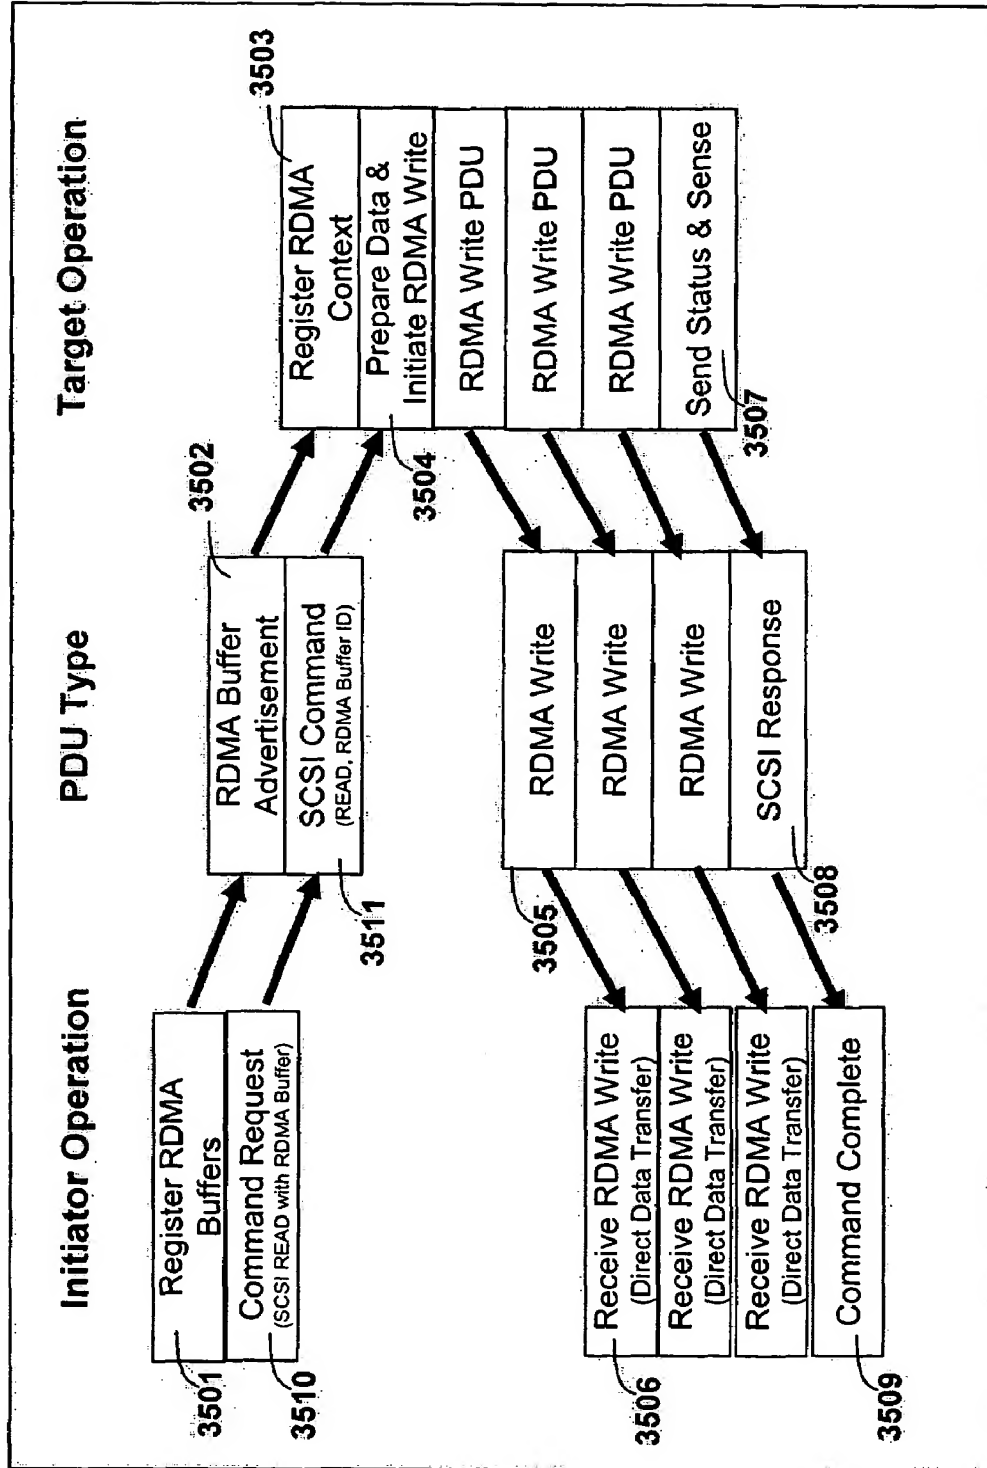 Initiator Operation
PDU Type
Target Operation
3501
Register RDMA
Buffers
3510
Command Request
(SCSI READ with RDMA Buffer)
3502
RDMA Buffer
Advertisement
SCSI Command
(READ, RDMA Buffer ID)
3511
3503
Register RDMA
Context
Prepare Data &
Initiate RDMA Write
3504
RDMA Write PDU
RDMA Write PDU
RDMA Write PDU
Send Status & Sense
3507
3505
RDMA Write
RDMA Write
RDMA Write
SCSI Response
3508
3506
Receive RDMA Write
(Direct Data Transfer)
Receive RDMA Write
(Direct Data Transfer)
Receive RDMA Write
(Direct Data Transfer)
Command Complete
3509